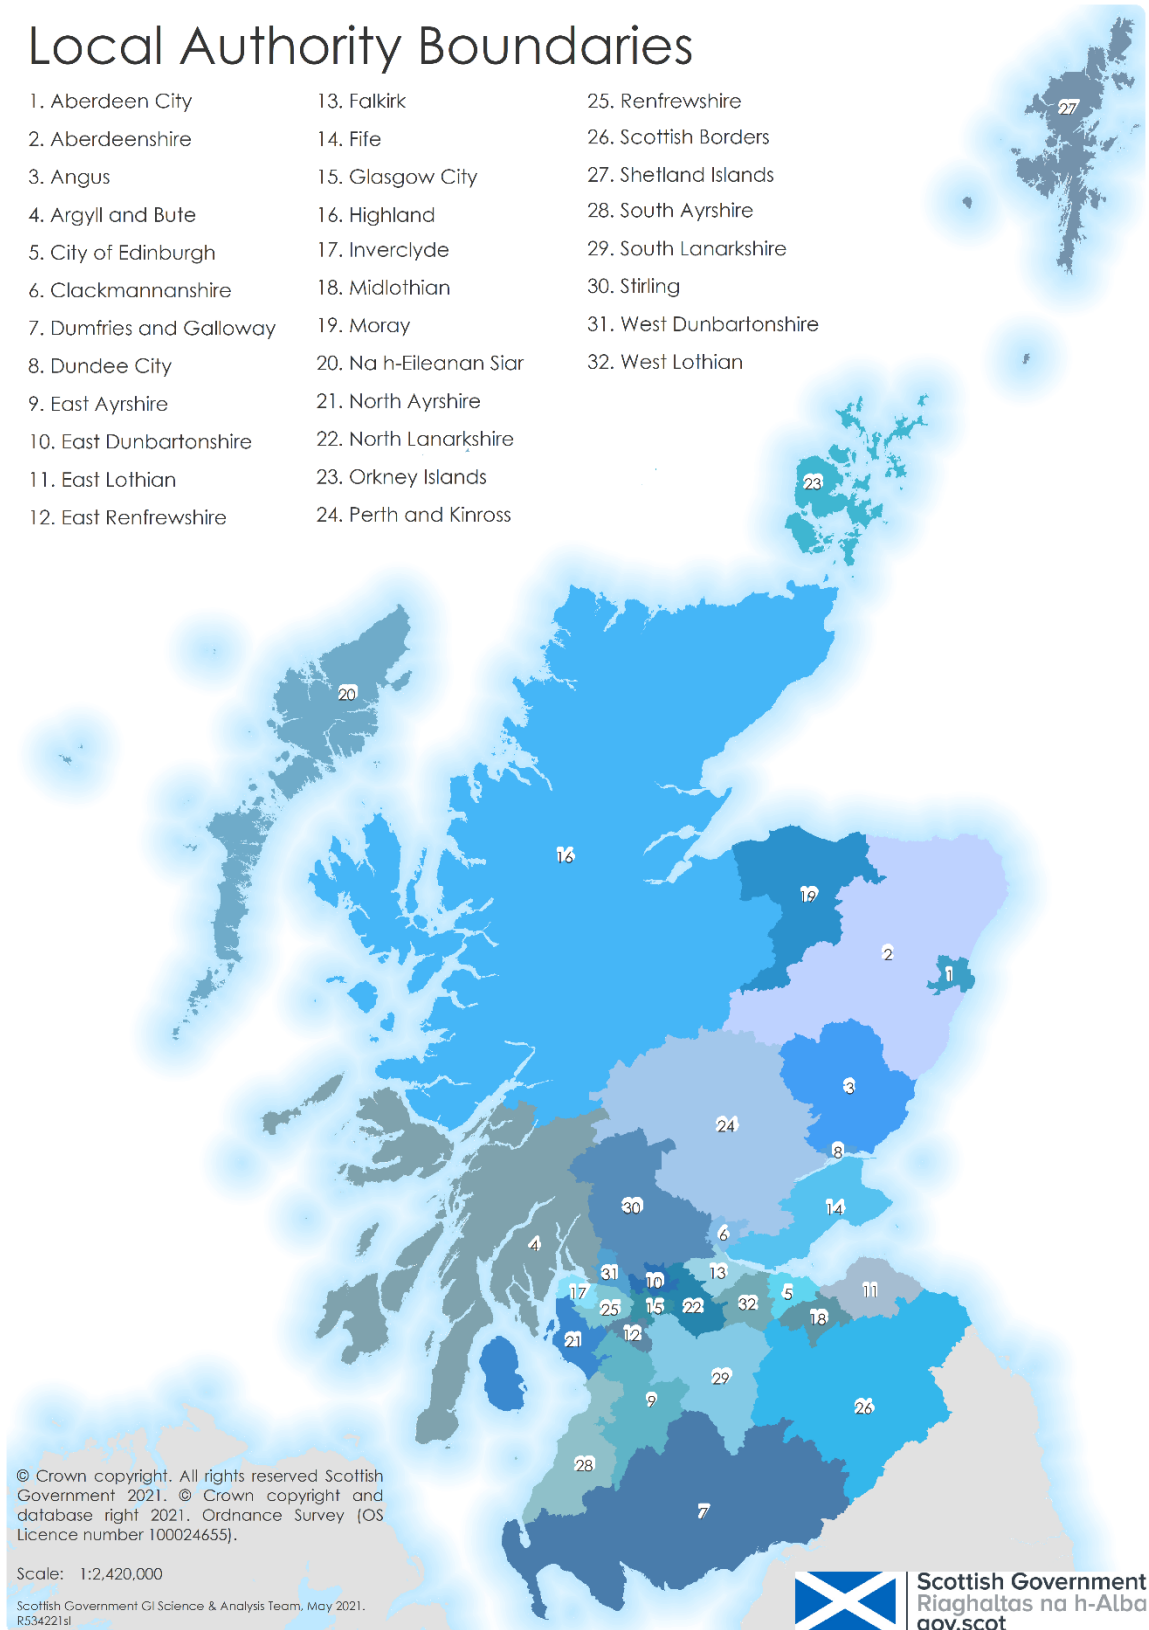 Local Authority Boundaries
1. Aberdeen City
2. Aberdeenshire
3. Angus
4. Argyll and Bute
5. City of Edinburgh
6. Clackmannanshire
7. Dumfries and Galloway
8. Dundee City
9. East Ayrshire
10. East Dunbartonshire
11. East Lothian
12. East Renfrewshire
13. Falkirk
14. Fife
15. Glasgow City
16. Highland
17. Inverclyde
18. Midlothian
19. Moray
20. Na h-Eileanan Siar
21. North Ayrshire
22. North Lanarkshire
23. Orkney Islands
24. Perth and Kinross
25. Renfrewshire
26. Scottish Borders
27. Shetland Islands
28. South Ayrshire
29. South Lanarkshire
30. Stirling
31. West Dunbartonshire
32. West Lothian
27
23
20
16
19
2
1
3
24
8
30
14
6
4
31
10
13
17
5
11
25
15
22
32
18
21
12
29
9
26
28
7
© Crown copyright. All rights reserved Scottish
Government 2021. © Crown copyright and
database right 2021. Ordnance Survey (OS
Licence number 100024655).
Scale: 1:2,420,000
Scottish Government GI Science & Analysis Team, May 2021.
R534221sl
Scottish Government
Riaghaltas na h-Alba
gov.scot